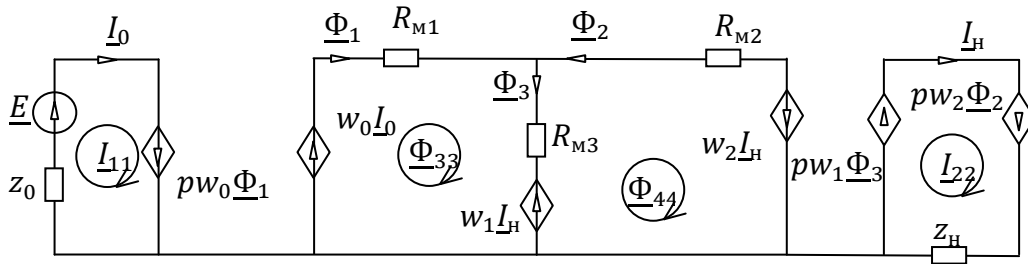 I₀
Φ₁
Rм1
Φ₂
Rм2
Iн
E
Φ₃
pw₂Φ₂
w₀I₀
I₁₁
Φ₃₃
Rм3
w₂Iн
z₀
pw₀Φ₁
Φ₄₄
pw₁Φ₃
I₂₂
w₁Iн
zн